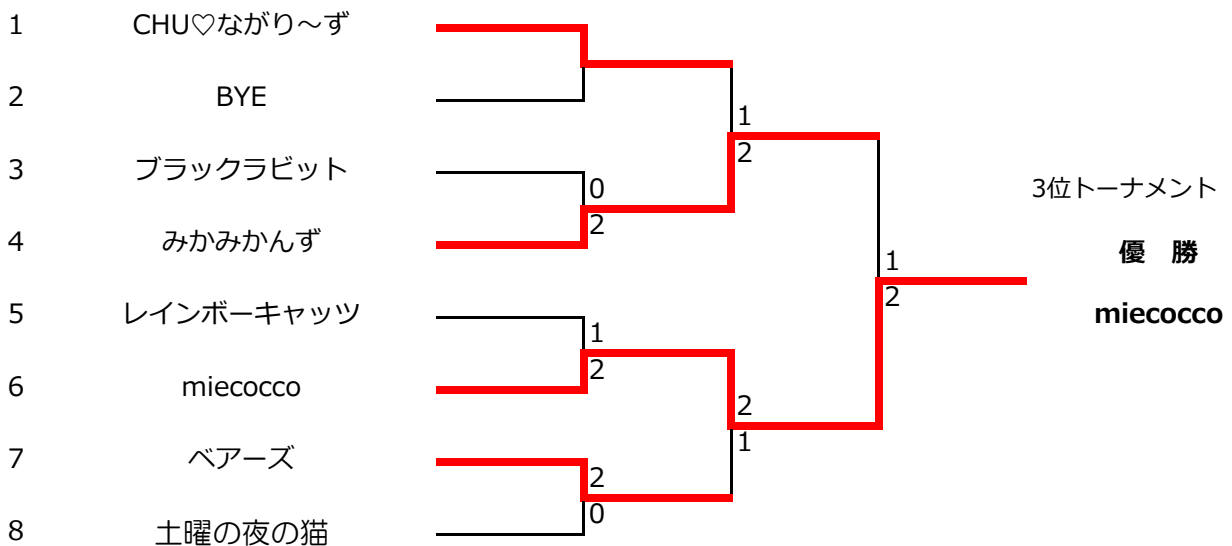 1 CHU♡ながり～ず
2 BYE
1
2
3 ブラックラビット
0
2
3位トーナメント
4 みかみかんず
優　勝
1
2
5 レインボーキャッツ
miecocco
1
2
6 miecocco
2
1
7 ベアーズ
2
0
8 土曜の夜の猫